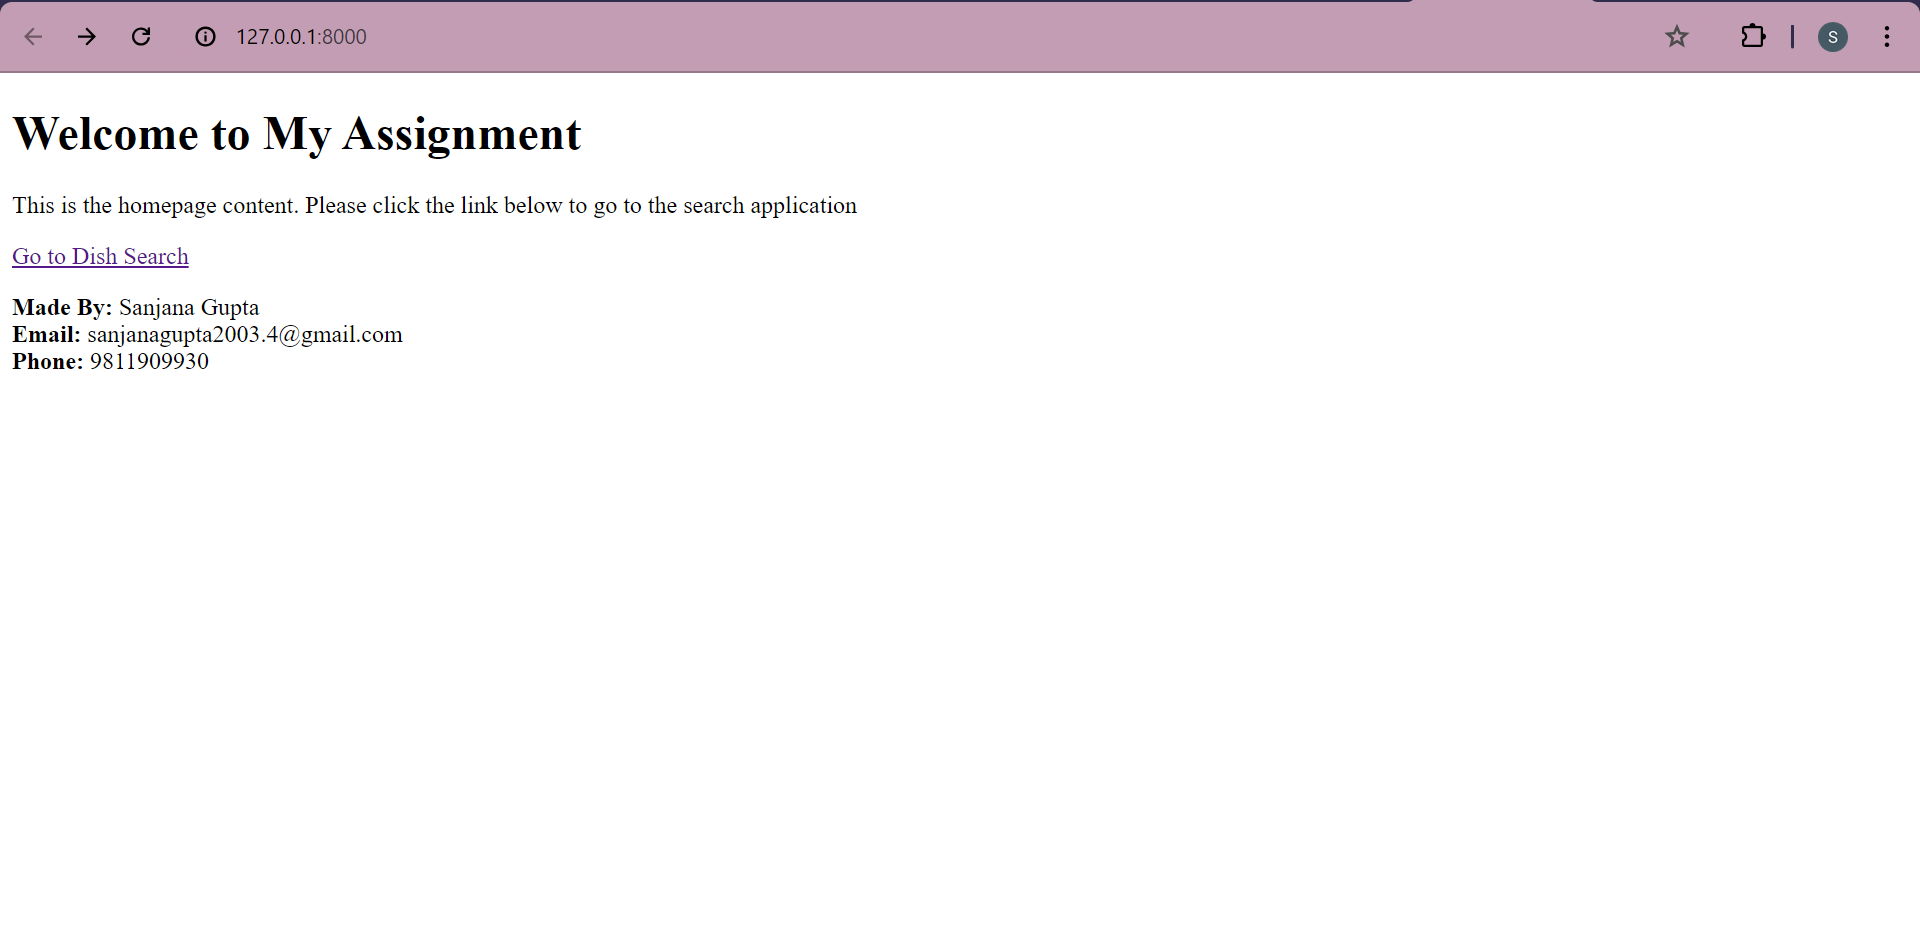 127.0.0.1:8000
S
Welcome to My Assignment
This is the homepage content. Please click the link below to go to the search application
Go to Dish Search
Made By: Sanjana Gupta
Email: sanjanagupta2003.4@gmail.com
Phone: 9811909930